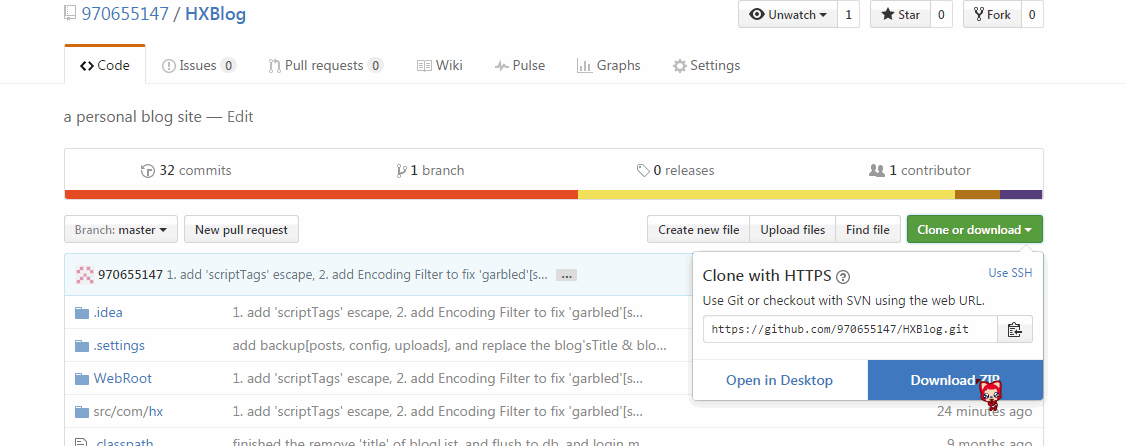 970655147 / HXBlog
Unwatch 1 Star 0 Fork 0
Code Issues 0 Pull requests 0 Wiki Pulse Graphs Settings
a personal blog site — Edit
32 commits 1 branch 0 releases 1 contributor
Branch: master New pull request Create new file Upload files Find file Clone or download
970655147 1. add 'scriptTags' escape, 2. add Encoding Filter to fix 'garbled'[s... …
Clone with HTTPS ? Use SSH
Use Git or checkout with SVN using the web URL.
https://github.com/970655147/HXBlog.git
Open in Desktop Download ZIP
.idea 1. add 'scriptTags' escape, 2. add Encoding Filter to fix 'garbled'[s...
.settings add backup[posts, config, uploads], and replace the blog'sTitle & blo...
WebRoot 1. add 'scriptTags' escape, 2. add Encoding Filter to fix 'garbled'[s...
src/com/hx 1. add 'scriptTags' escape, 2. add Encoding Filter to fix 'garbled'[s... 24 minutes ago
.classpath finished the remove 'title' of blogList, and flush to db, and login m... 9 months ago